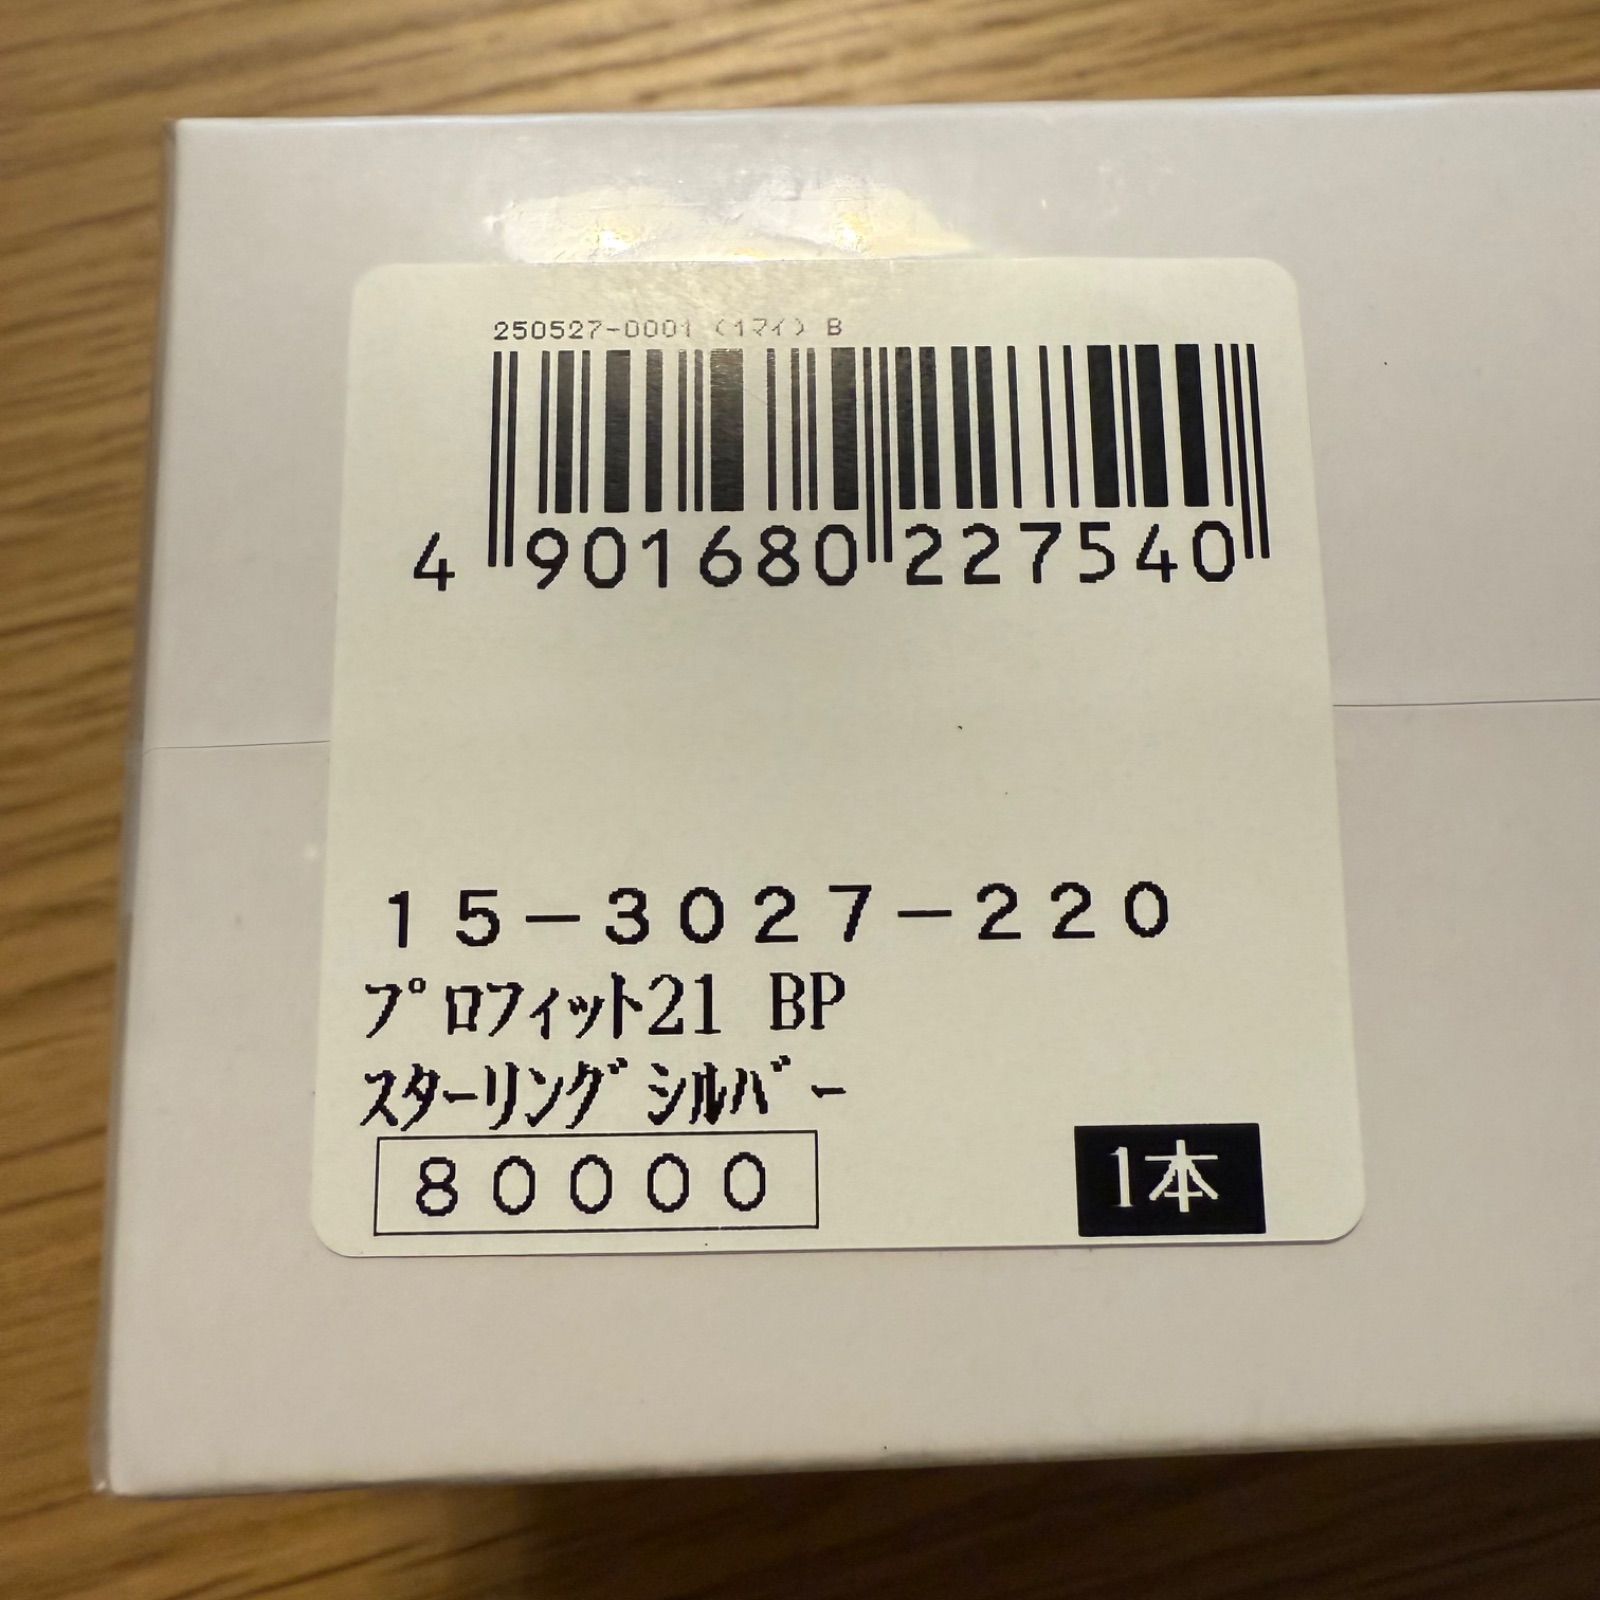 250527-0001 (1マイ) B
4 901680 227540
15-3027-220
プロフィット21 BP
スターリングシルバー
80000
1本